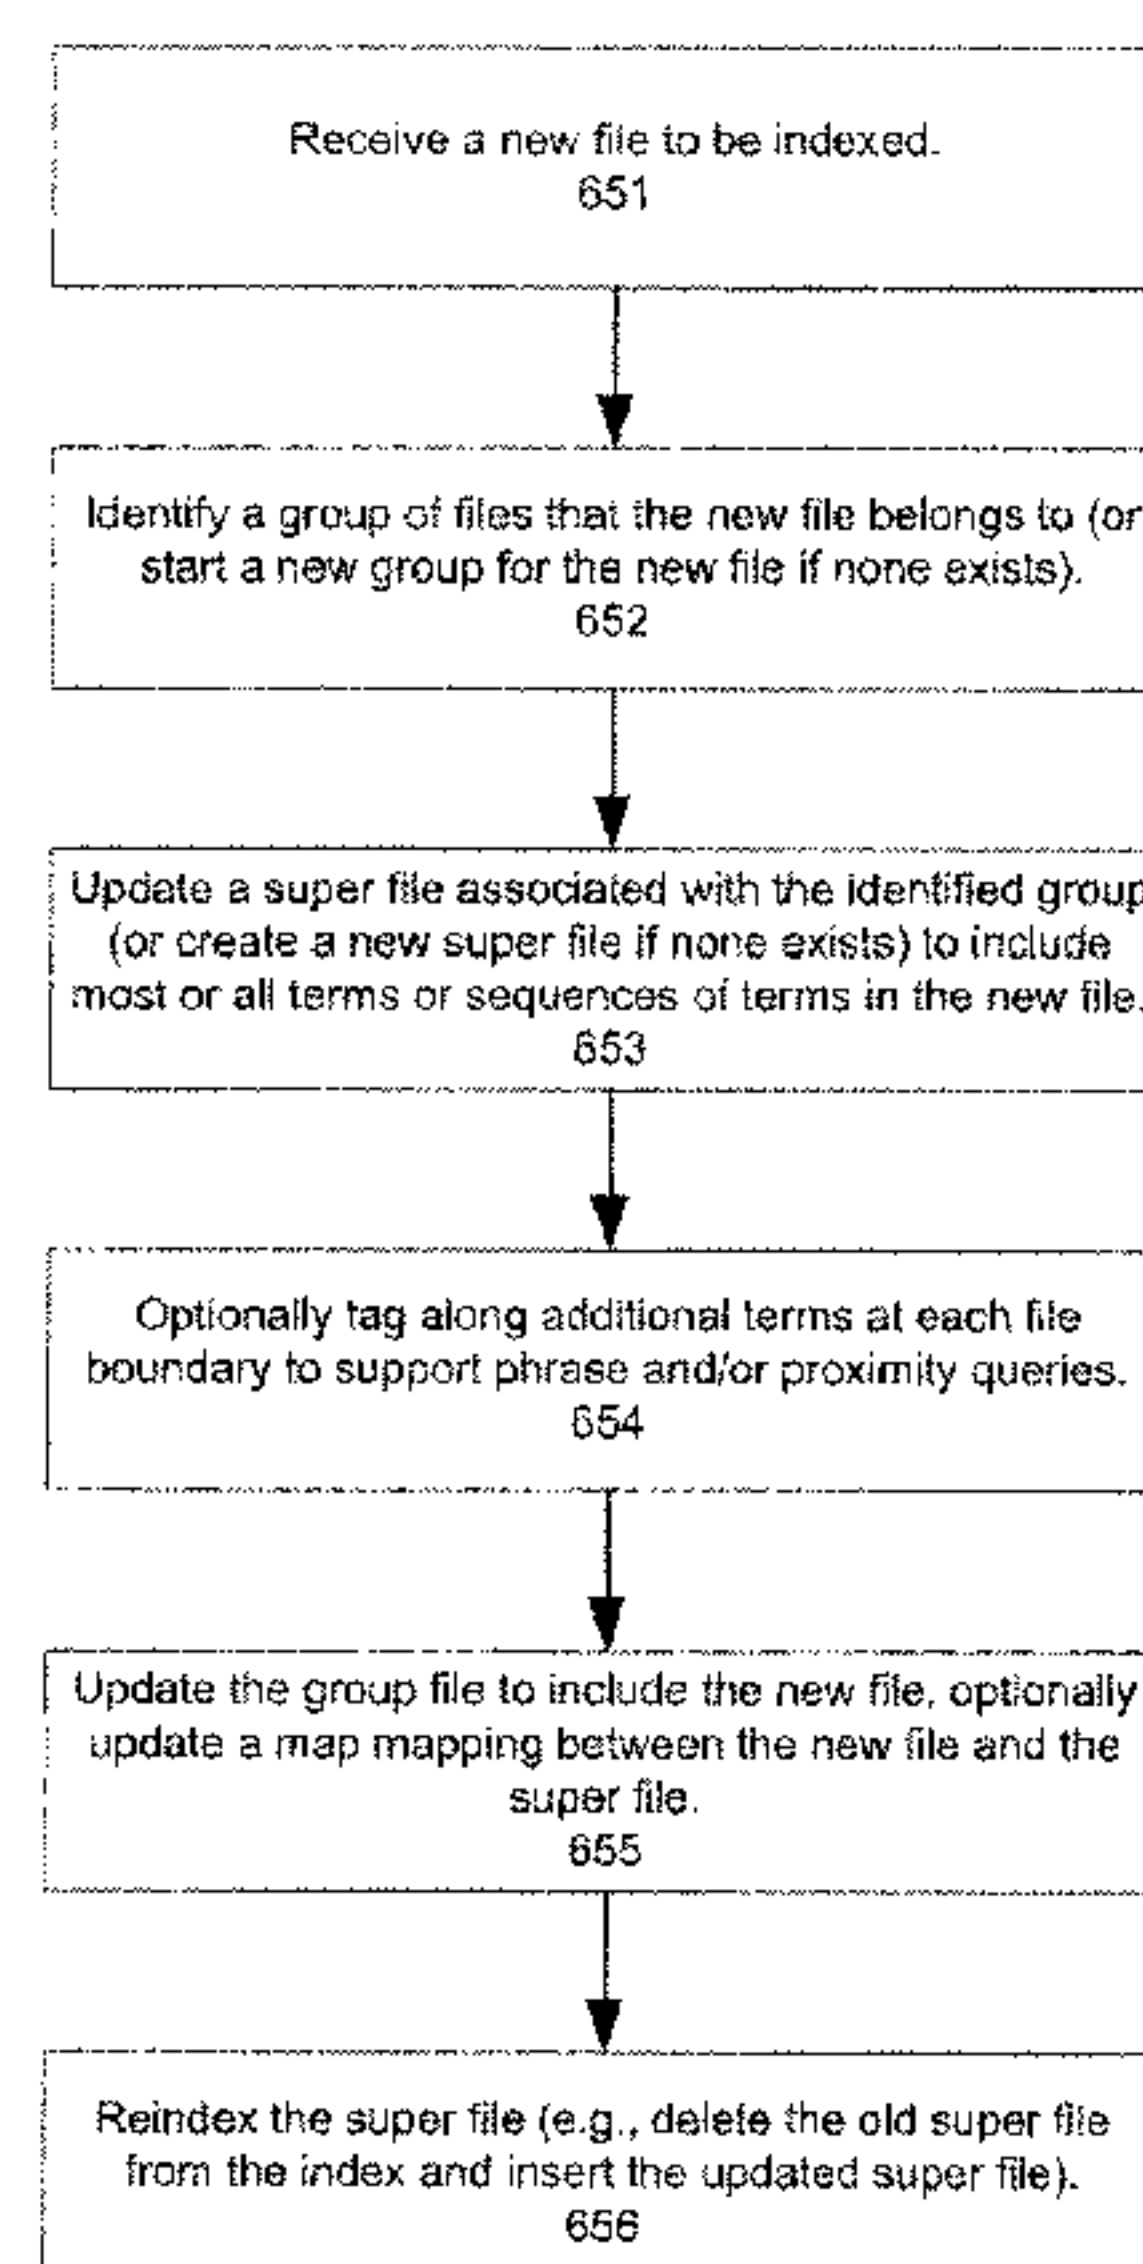 Receive a new file to be indexed.
651
Identify a group of files that the new file belongs to (or
start a new group for the new file if none exists).
652
Update a super file associated with the identified group
(or create a new super file if none exists) to include
most or all terms or sequences of terms in the new file.
653
Optionally tag along additional terms at each file
boundary to support phrase and/or proximity queries.
654
Update the group file to include the new file, optionally
update a map mapping between the new file and the
super file.
655
Reindex the super file (e.g., delete the old super file
from the index and insert the updated super file).
656